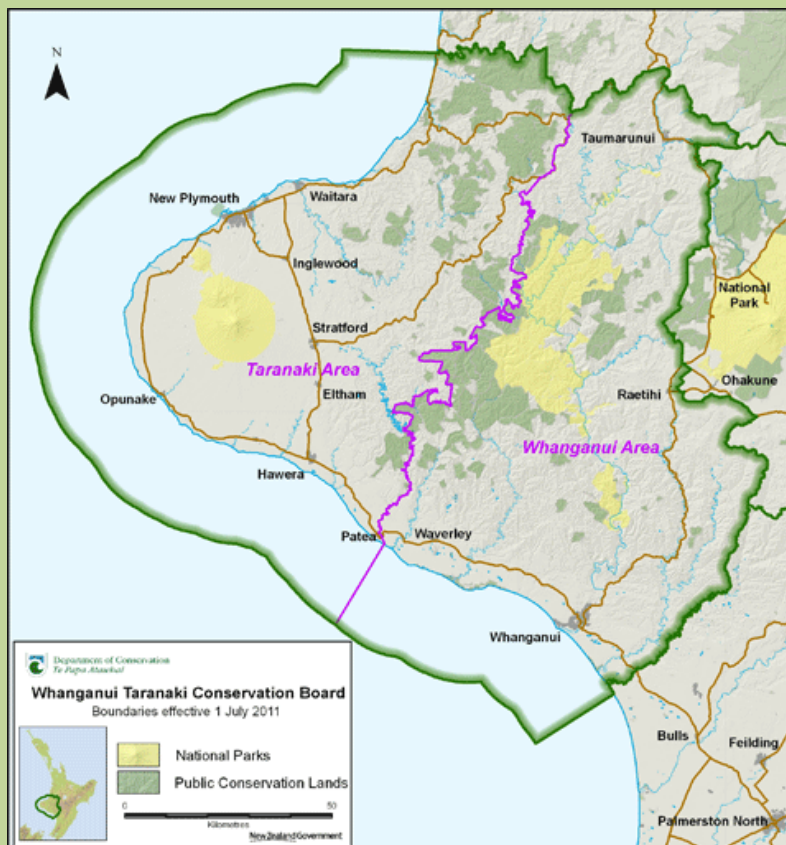 N
Taumarunui
New Plymouth
Waitara
Inglewood
National
Park
Stratford
Taranaki Area
Eltham
Ohakune
Opunake
Raetihi
Whanganui Area
Hawera
Patea
Waverley
Whanganui
Department of Conservation
Te Papa Atawhai
Whanganui Taranaki Conservation Board
Boundaries effective 1 July 2011
National Parks
Public Conservation Lands
0 50
Kilometres
New Zealand Government
Bulls
Feilding
Palmerston North